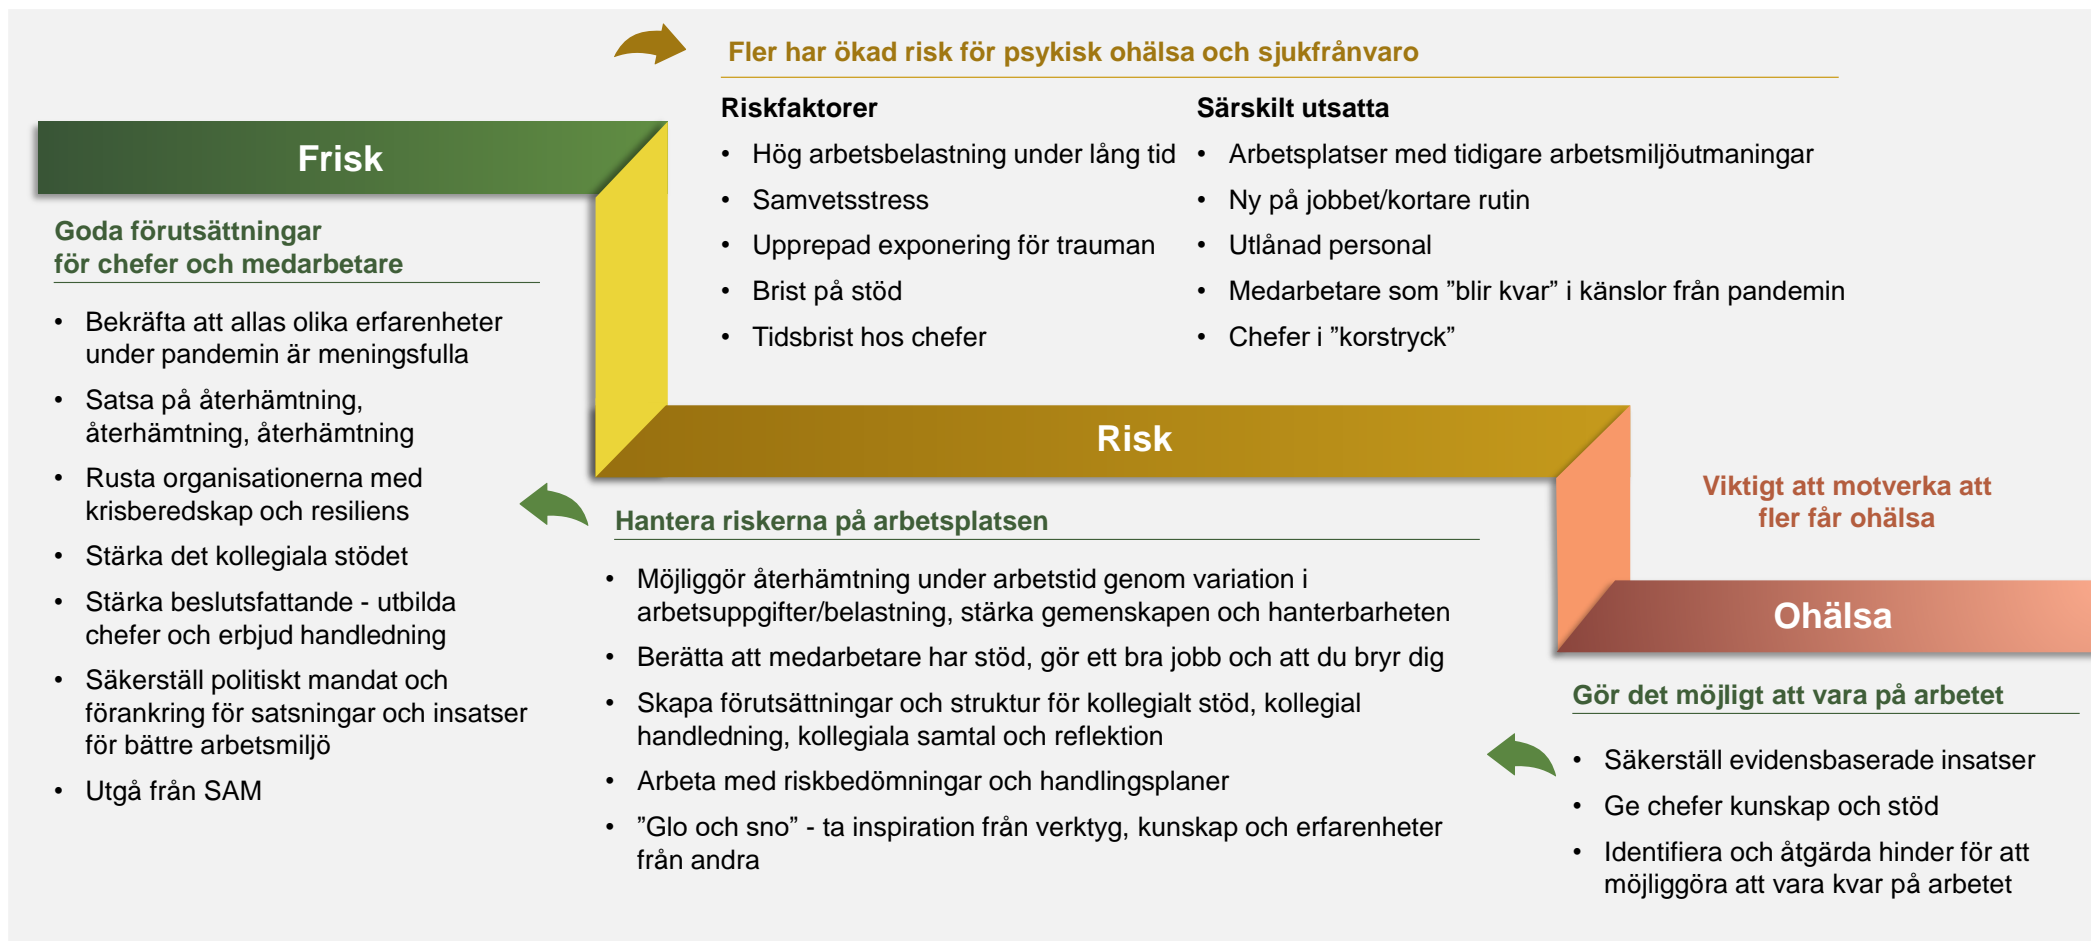 Fler har ökad risk för psykisk ohälsa och sjukfrånvaro
Riskfaktorer
• Hög arbetsbelastning under lång tid
• Samvetsstress
• Upprepad exponering för trauman
• Brist på stöd
• Tidsbrist hos chefer
Särskilt utsatta
• Arbetsplatser med tidigare arbetsmiljöutmaningar
• Ny på jobbet/kortare rutin
• Utlånad personal
• Medarbetare som ”blir kvar” i känslor från pandemin
• Chefer i ”korstryck”
Frisk
Goda förutsättningar
för chefer och medarbetare
• Bekräfta att allas olika erfarenheter
under pandemin är meningsfulla
• Satsa på återhämtning,
återhämtning, återhämtning
• Rusta organisationerna med
krisberedskap och resiliens
• Stärka det kollegiala stödet
• Stärka beslutsfattande - utbilda
chefer och erbjud handledning
• Säkerställ politiskt mandat och
förankring för satsningar och insatser
för bättre arbetsmiljö
• Utgå från SAM
Risk
Hantera riskerna på arbetsplatsen
• Möjliggör återhämtning under arbetstid genom variation i
arbetsuppgifter/belastning, stärka gemenskapen och hanterbarheten
• Berätta att medarbetare har stöd, gör ett bra jobb och att du bryr dig
• Skapa förutsättningar och struktur för kollegialt stöd, kollegial
handledning, kollegiala samtal och reflektion
• Arbeta med riskbedömningar och handlingsplaner
• ”Glo och sno” - ta inspiration från verktyg, kunskap och erfarenheter
från andra
Viktigt att motverka att
fler får ohälsa
Ohälsa
Gör det möjligt att vara på arbetet
• Säkerställ evidensbaserade insatser
• Ge chefer kunskap och stöd
• Identifiera och åtgärda hinder för att
möjliggöra att vara kvar på arbetet